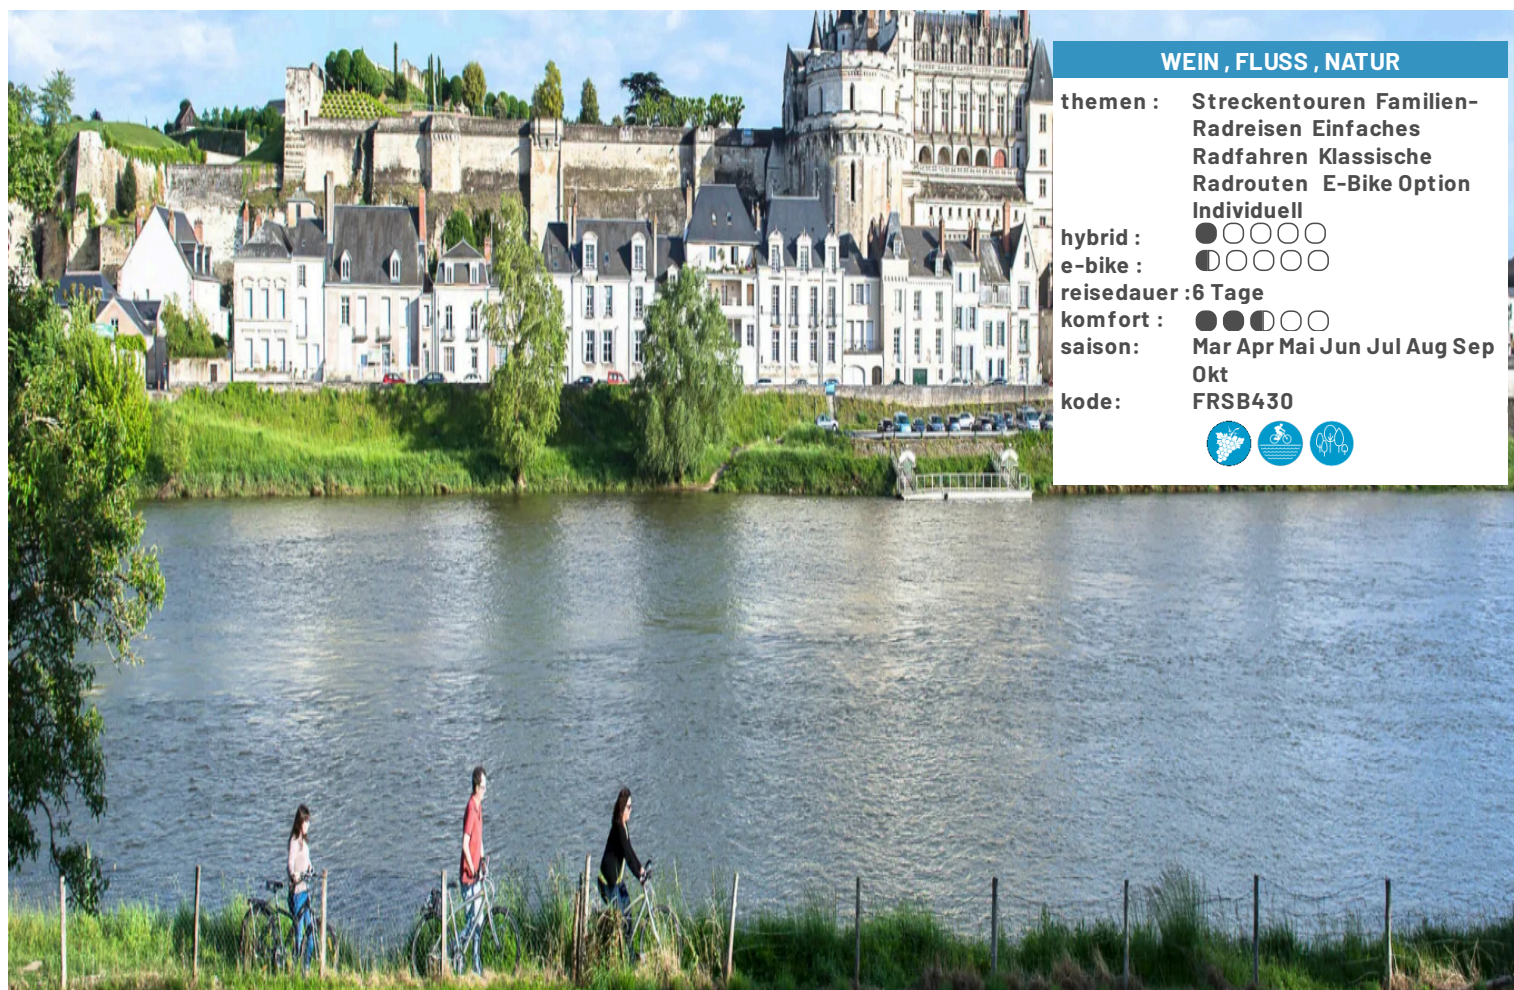 WEIN , FLUSS , NATUR
themen : Streckentouren Familien-
Radreisen Einfaches
Radfahren Klassische
Radrouten E-Bike Option
Individuell
hybrid :
e-bike :
reisedauer :6 Tage
komfort :
saison: Mar Apr Mai Jun Jul Aug Sep
Okt
kode: FRSB430